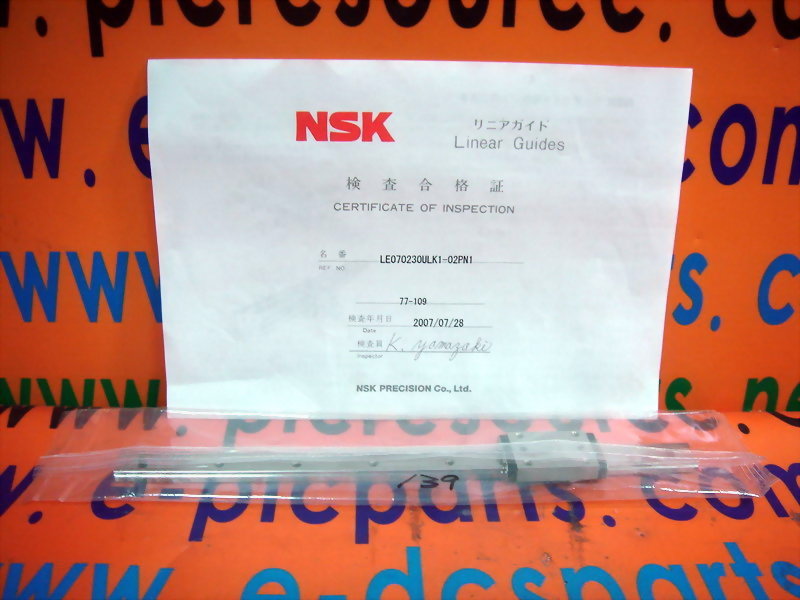 NSK
リニアガイド
Linear Guides
検査合格証
CERTIFICATE OF INSPECTION
名番
REF. NO.
LE070230ULK1-02PN1
77-109
検査年月日
Date
2007/07/28
検査員
Inspector
K. Yamazaki
NSK PRECISION Co., Ltd.
139
w.e-plcparts
w.e-dcsparts